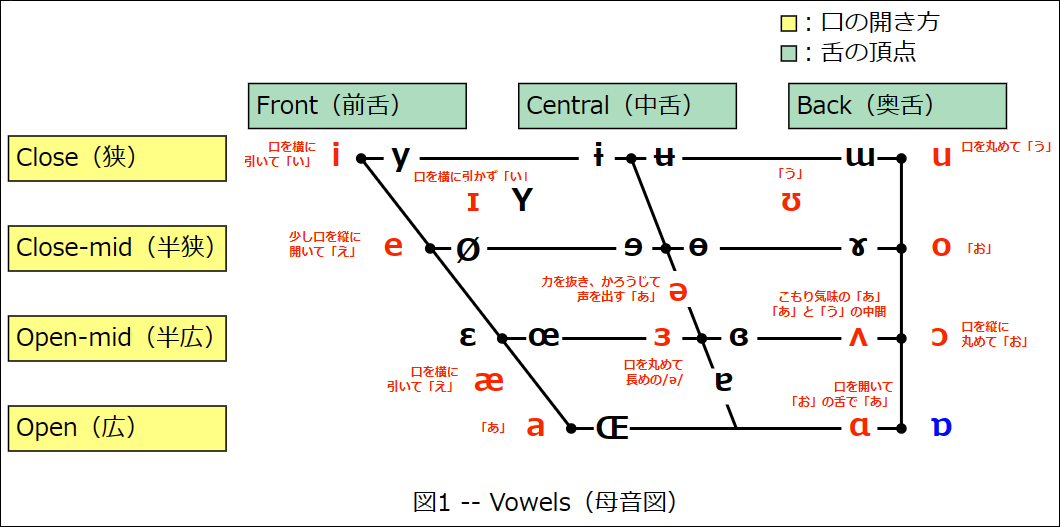 : 口の開き方
: 舌の頂点
Front（前舌） Central（中舌） Back（奥舌）
Close（狭）
口を横に
引いて「い」
i y ɨ ʉ ɯ u
口を丸めて「う」
口を横に引かず「い」
ɪ Y
「う」
ʊ
Close-mid（半狭）
少し口を縦に
開いて「え」
e Ø ɘ ɵ ɤ o
「お」
力を抜き、かろうじて
声を出す「あ」
ə
こもり気味の「あ」
「あ」と「う」の中間
Open-mid（半広）
ɛ œ ɜ ɞ ʌ ɔ
口を縦に
丸めて「お」
口を横に
引いて「え」
æ
口を丸めて
長めの/ə/
ɐ
口を開いて
「お」の舌で「あ」
Open（広）
「あ」
a Œ ɑ ɒ
図1 -- Vowels（母音図）